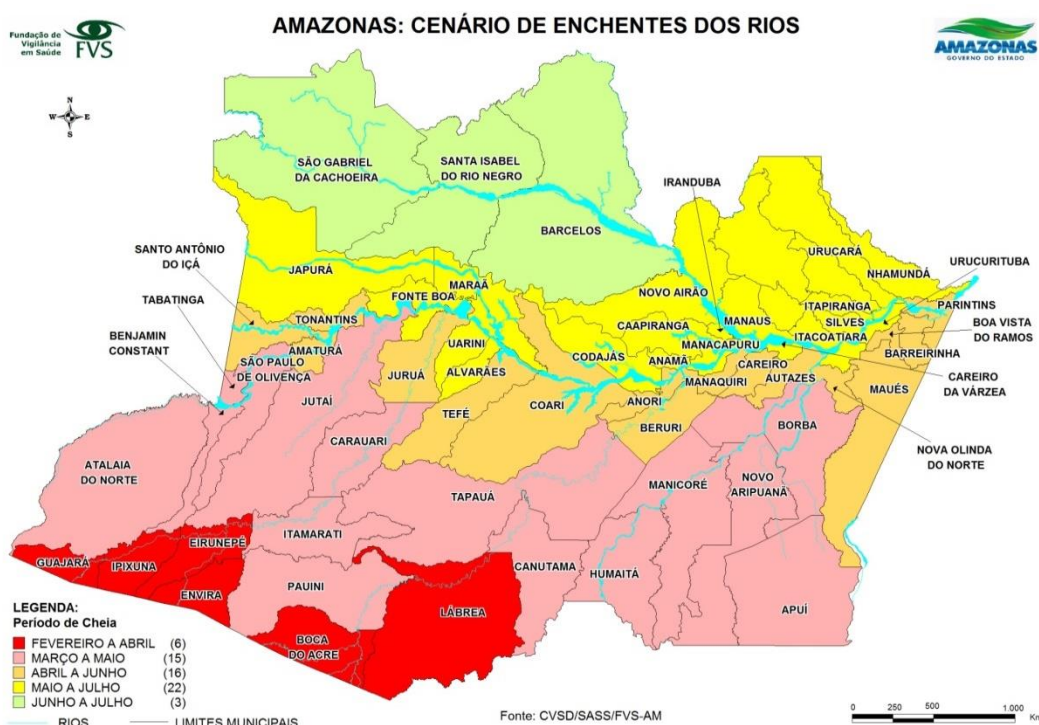 AMAZONAS: CENÁRIO DE ENCHENTES DOS RIOS
Fundação de
Vigilância
em Saúde
FVS
AMAZONAS
GOVERNO DO ESTADO
N
W
E
S
SÃO GABRIEL
DA CACHOEIRA
SANTA ISABEL
DO RIO NEGRO
BARCELOS
IRANDUBA
URUCARÁ
NHAMUNDÁ
URUCURITUBA
SANTO ANTÔNIO
DO IÇÁ
JAPURÁ
MARAÃ
FONTE BOA
NOVO AIRÃO
ITAPIRANGA
PARINTINS
TABATINGA
TONANTINS
CAAPIRANGA
MANAUS
SILVES
BOA VISTA
DO RAMOS
BENJAMIN
CONSTANT
AMATURÁ
UARINI
MANACAPURU
ITACOATIARA
BARREIRINHA
SÃO PAULO
DE OLIVENÇA
ALVARÃES
CODAJÁS
ANAMÃ
CAREIRO
CAREIRO
DA VÁRZEA
JURUÁ
MANAQUIRI
AUTAZES
MAUÉS
JUTAÍ
TEFÉ
COARI
ANORI
BERURI
BORBA
NOVA OLINDA
DO NORTE
CARAUARI
ATALAIA
DO NORTE
TAPAUÁ
MANICORÉ
NOVO
ARIPUANÃ
ITAMARATI
EIRUNEPÉ
GUAJARÁ
IPIXUNA
ENVIRA
PAUINI
CANUTAMA
HUMAITÁ
LÁBREA
APUÍ
BOCA
DO ACRE
LEGENDA:
Período de Cheia
FEVEREIRO A ABRIL (6)
MARÇO A MAIO (15)
ABRIL A JUNHO (16)
MAIO A JULHO (22)
JUNHO A JULHO (3)
RIOS
LIMITES MUNICIPAIS
Fonte: CVSD/SASS/FVS-AM
0 250 500 1.000
Km